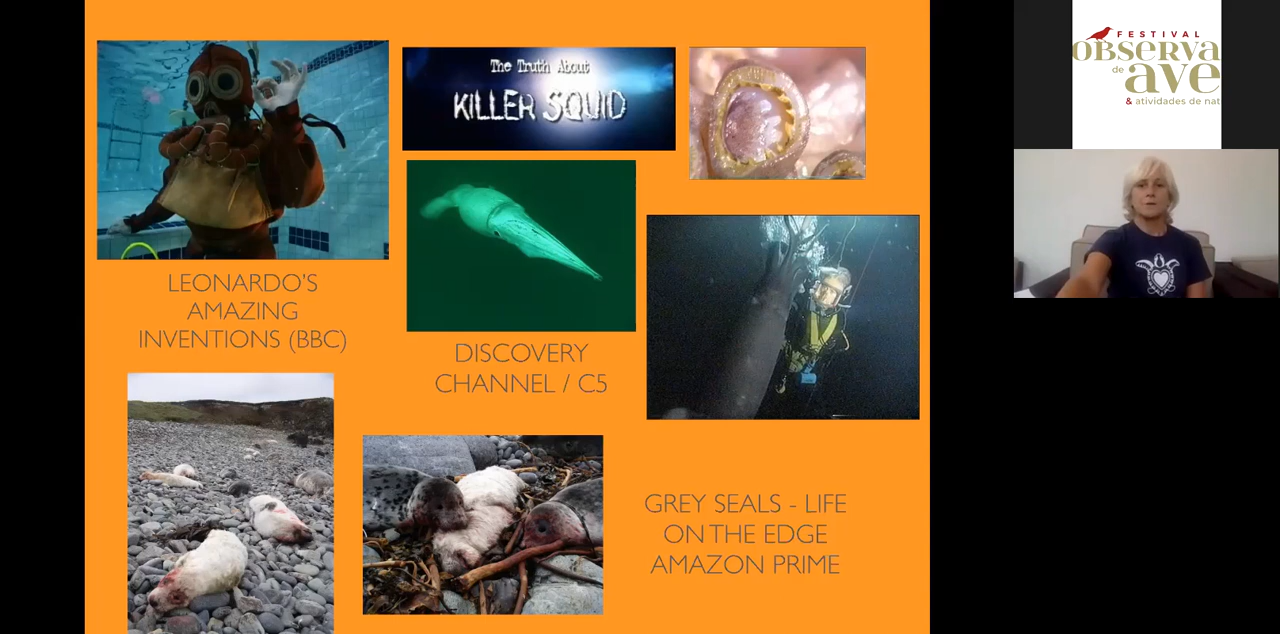 The Truth About
KILLER SQUID
LEONARDO'S
AMAZING
INVENTIONS (BBC)
DISCOVERY
CHANNEL / C5
GREY SEALS - LIFE
ON THE EDGE
AMAZON PRIME
FESTIVAL
OBSERVA
de ave
& atividades de nat